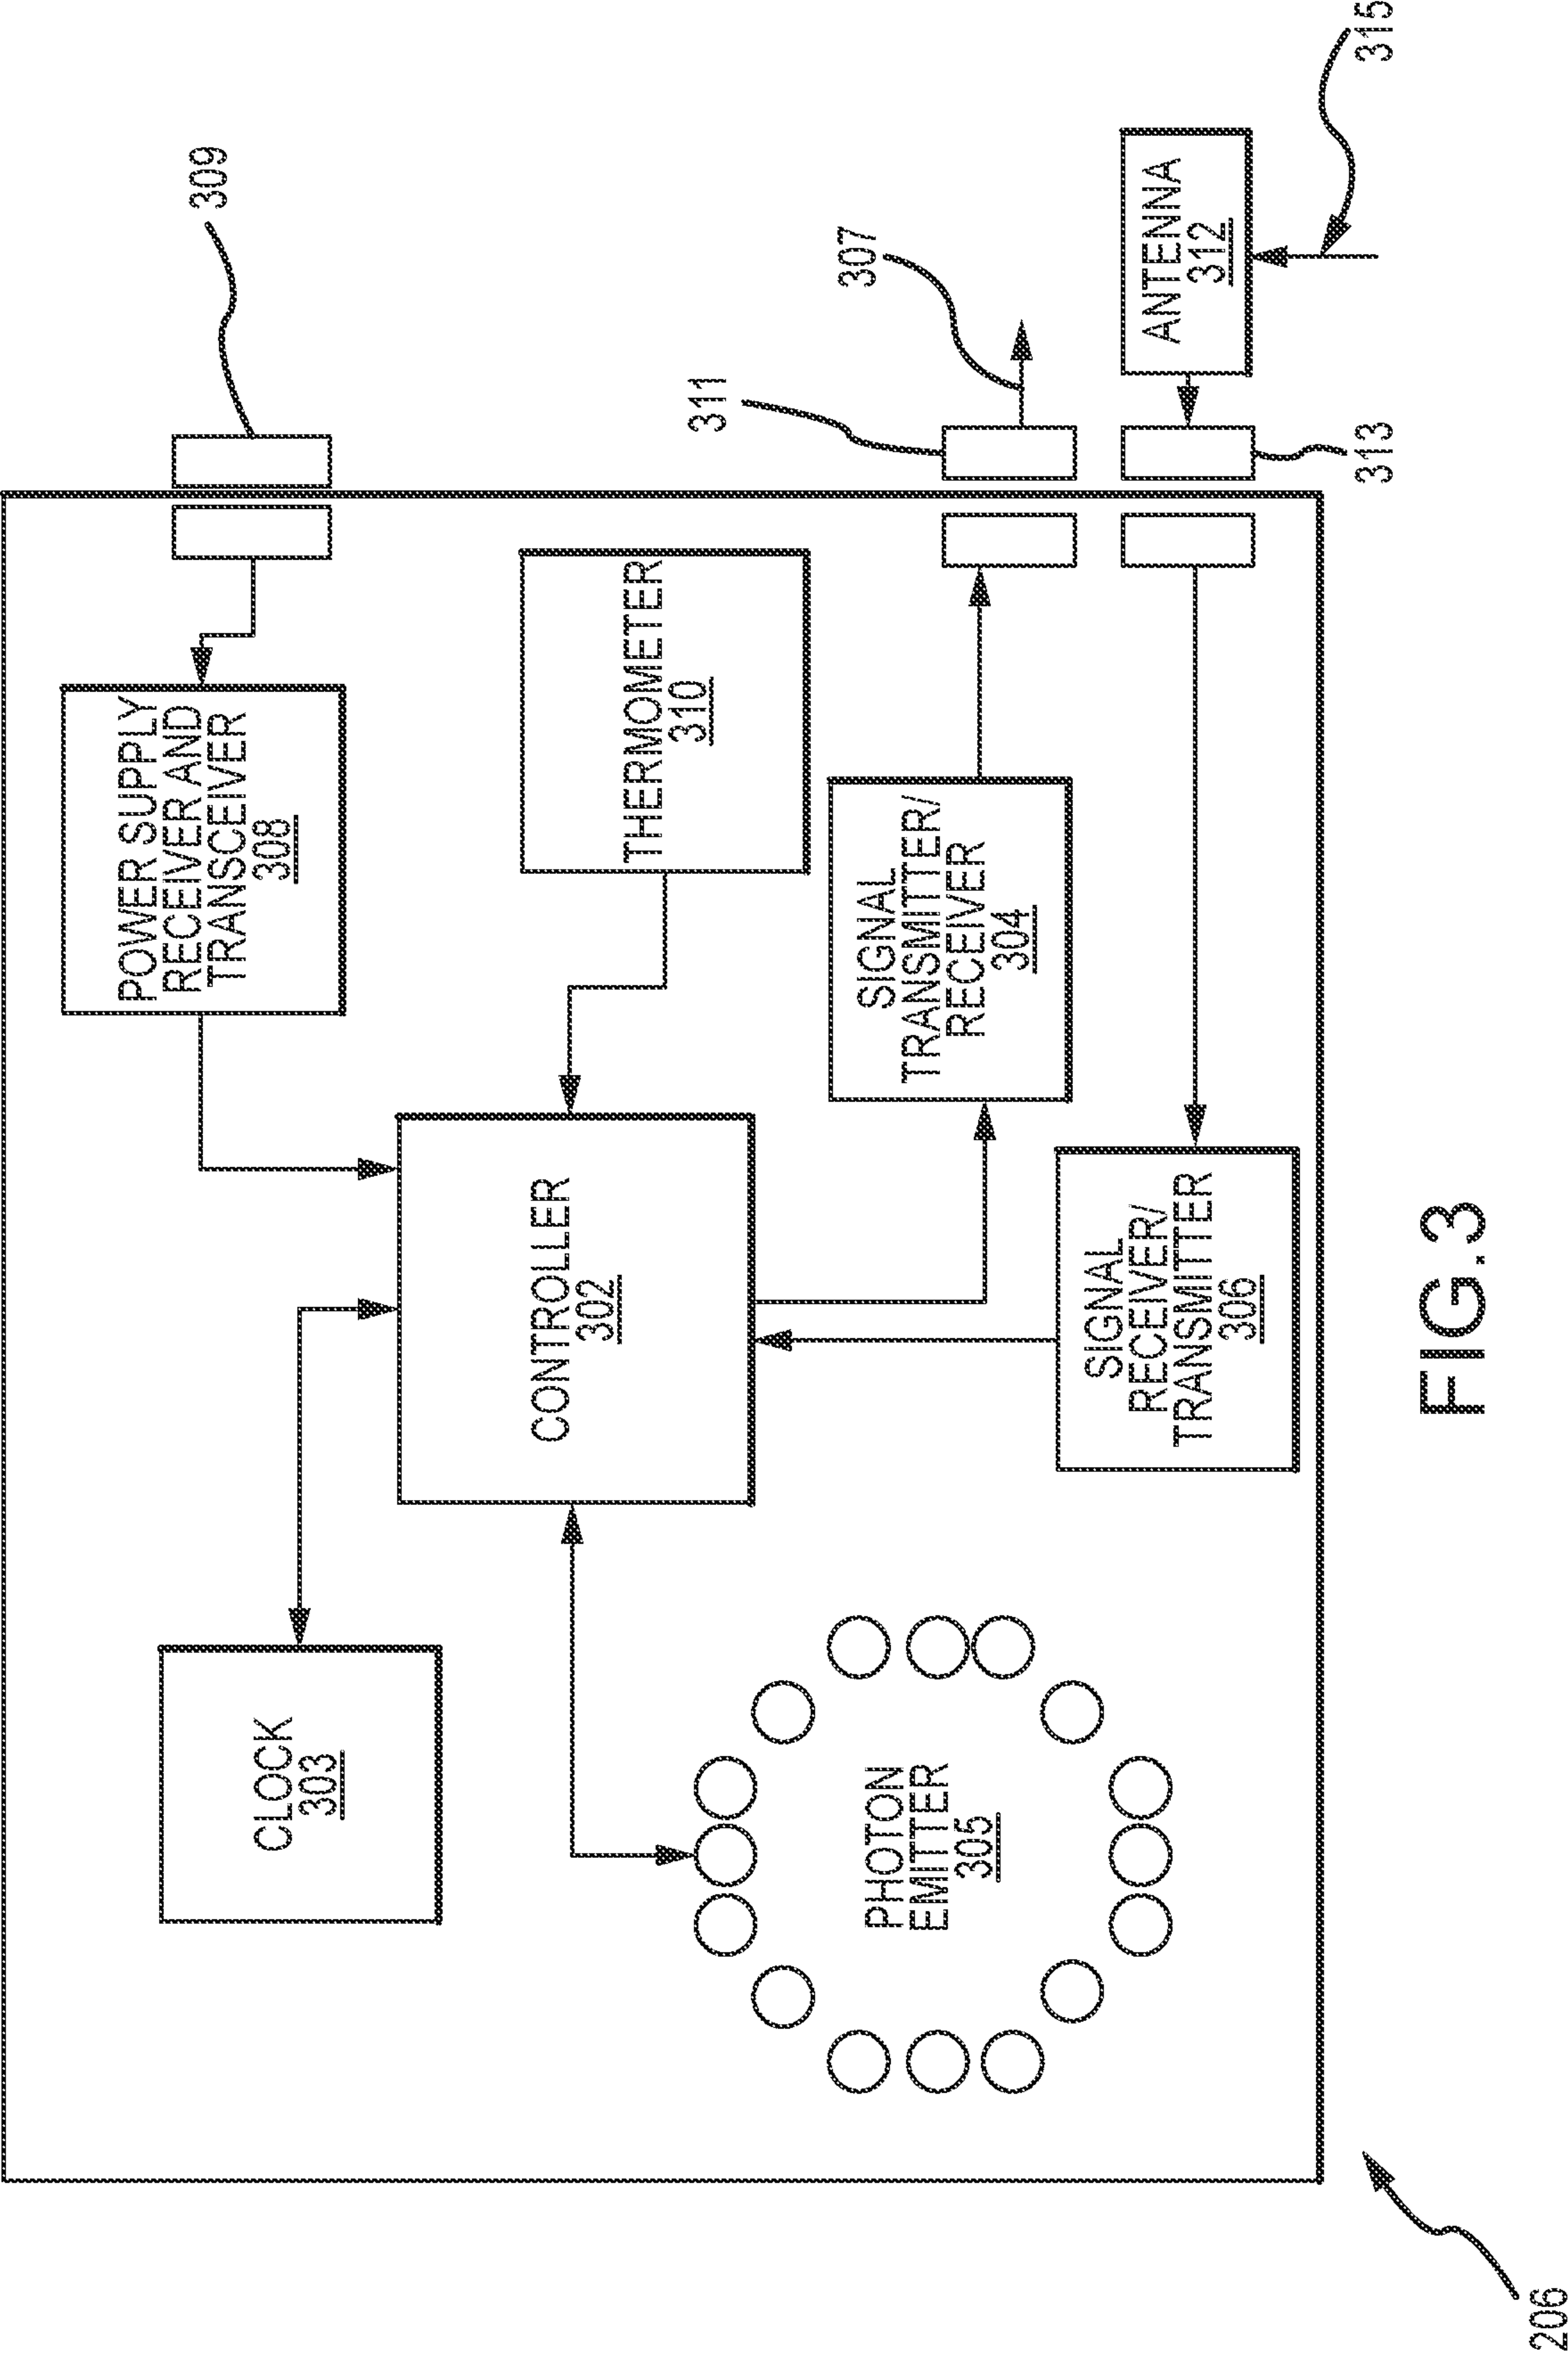 206
CLOCK
303
PHOTON
EMITTER
305
CONTROLLER
302
SIGNAL
RECEIVER/
TRANSMITTER
306
POWER SUPPLY
RECEIVER AND
TRANSCEIVER
308
THERMOMETER
310
SIGNAL
TRANSMITTER/
RECEIVER
304
309
311
307
313
ANTENNA
312
315
FIG.3